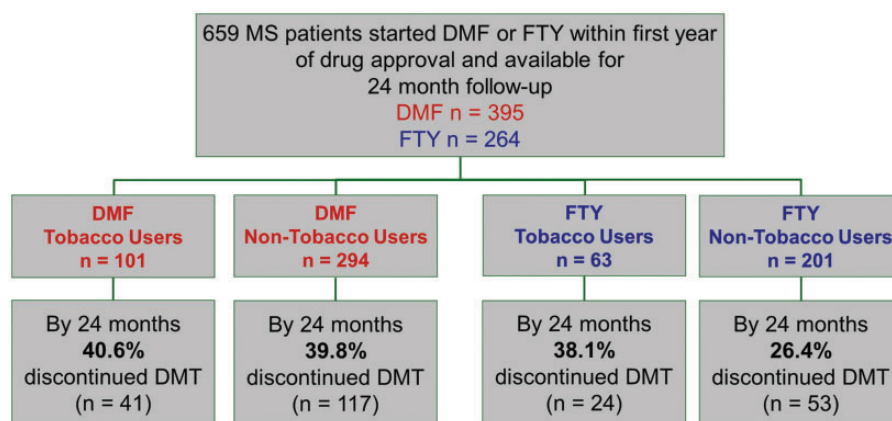 659 MS patients started DMF or FTY within first year
of drug approval and available for
24 month follow-up
DMF n = 395
FTY n = 264
DMF
Tobacco Users
n = 101
DMF
Non-Tobacco Users
n = 294
FTY
Tobacco Users
n = 63
FTY
Non-Tobacco Users
n = 201
By 24 months
40.6%
discontinued DMT
(n = 41)
By 24 months
39.8%
discontinued DMT
(n = 117)
By 24 months
38.1%
discontinued DMT
(n = 24)
By 24 months
26.4%
discontinued DMT
(n = 53)